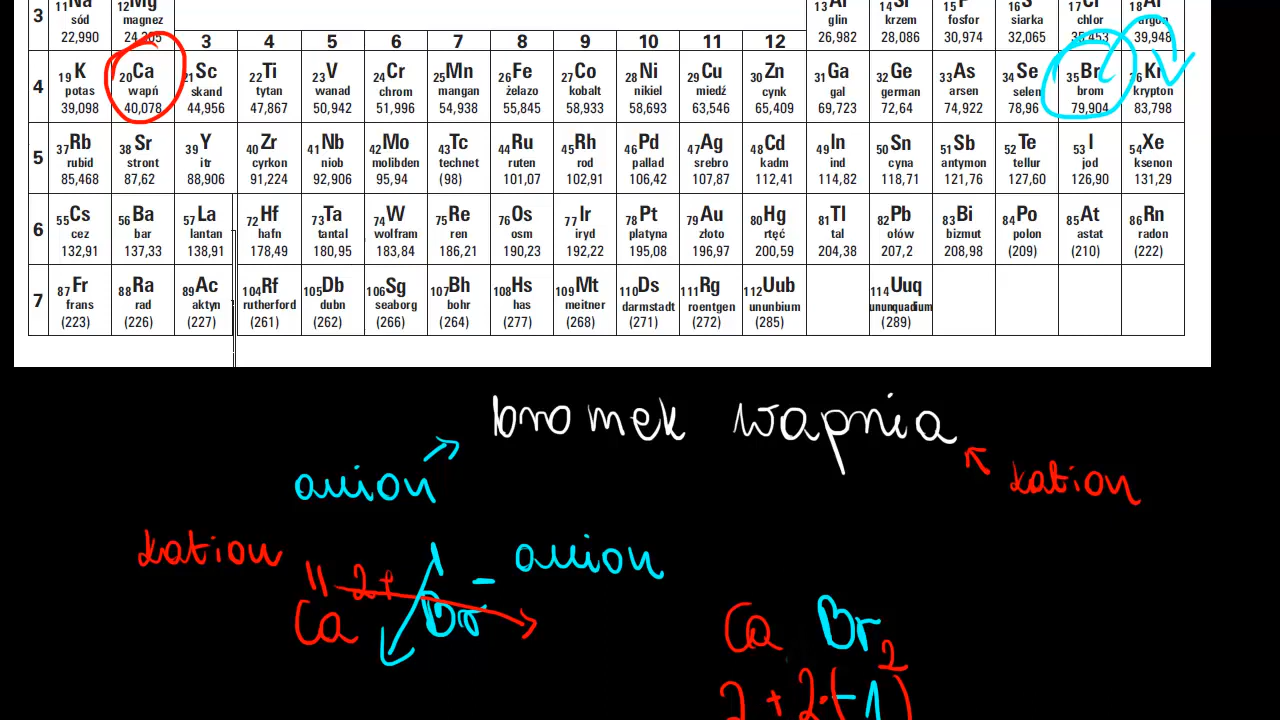 3 11Na 12Mg 13Al 14Si 15P 16S 17Cl 18Ar
sód magnez glin krzem fosfor siarka chlor argon
22,990 24,305 26,982 28,086 30,974 32,065 35,453 39,948
3 4 5 6 7 8 9 10 11 12
4 19K 20Ca 21Sc 22Ti 23V 24Cr 25Mn 26Fe 27Co 28Ni 29Cu 30Zn 31Ga 32Ge 33As 34Se 35Br 36Kr
potas wapń skand tytan wanad chrom mangan żelazo kobalt nikiel miedź cynk gal german arsen selen brom krypton
39,098 40,078 44,956 47,867 50,942 51,996 54,938 55,845 58,933 58,693 63,546 65,409 69,723 72,64 74,922 78,96 79,904 83,798
5 37Rb 38Sr 39Y 40Zr 41Nb 42Mo 43Tc 44Ru 45Rh 46Pd 47Ag 48Cd 49In 50Sn 51Sb 52Te 53I 54Xe
rubid stront itr cyrkon niob molibden technet ruten rod pallad srebro kadm ind cyna antymon tellur jod ksenon
85,468 87,62 88,906 91,224 92,906 95,94 (98) 101,07 102,91 106,42 107,87 112,41 114,82 118,71 121,76 127,60 126,90 131,29
6 55Cs 56Ba 57La 72Hf 73Ta 74W 75Re 76Os 77Ir 78Pt 79Au 80Hg 81Tl 82Pb 83Bi 84Po 85At 86Rn
cez bar lantan hafn tantal wolfram ren osm iryd platyna złoto rtęć tal ołów bizmut polon astat radon
132,91 137,33 138,91 178,49 180,95 183,84 186,21 190,23 192,22 195,08 196,97 200,59 204,38 207,2 208,98 (209) (210) (222)
7 87Fr 88Ra 89Ac 104Rf 105Db 106Sg 107Bh 108Hs 109Mt 110Ds 111Rg 112Uub 114Uuq
frans rad aktyn rutherford dubn seaborg bohr has meitner darmstadt roentgen ununbium ununquadium
(223) (226) (227) (261) (262) (266) (264) (277) (268) (271) (272) (285) (289)
bromek wapnia
anion kation
kation anion
II 2+ I -
Ca Br
Ca Br2
2+2·(-1)